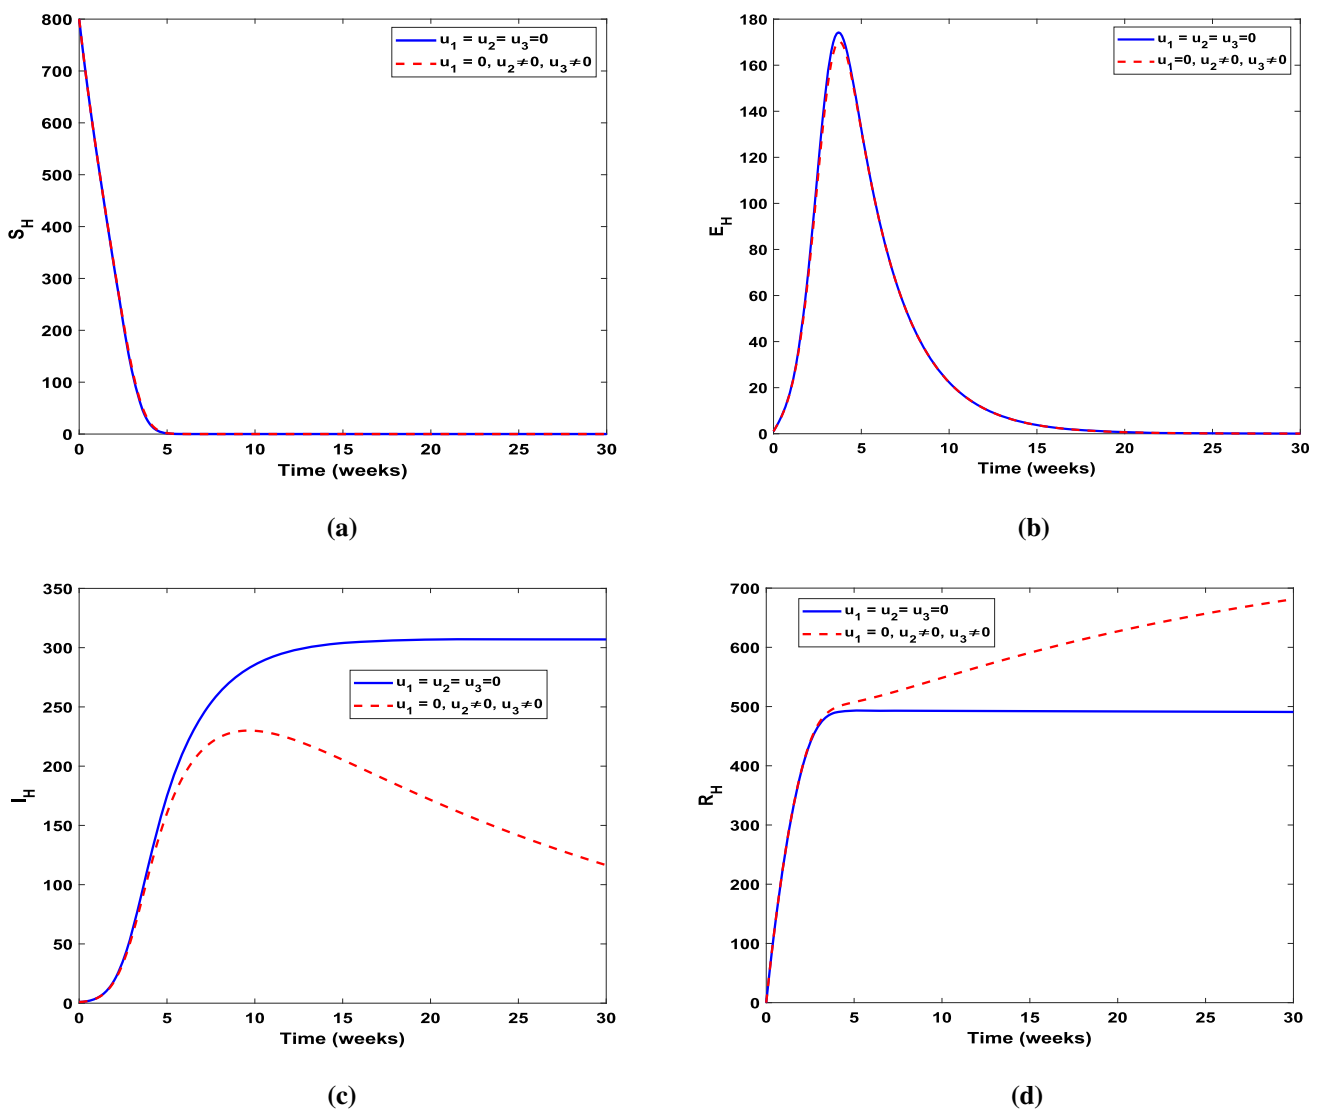 800
700
600
500
400
300
200
100
0
S_H
u_1 = u_2= u_3=0
u_1 = 0, u_2≠0, u_3≠0
0 5 10 15 20 25 30
Time (weeks)
(a)
180
160
140
120
100
80
60
40
20
0
E_H
u_1 = u_2= u_3=0
u_1=0, u_2≠0, u_3≠0
0 5 10 15 20 25 30
Time (weeks)
(b)
350
300
250
200
150
100
50
0
I_H
u_1 = u_2= u_3=0
u_1 = 0, u_2≠0, u_3≠0
0 5 10 15 20 25 30
Time (weeks)
(c)
700
600
500
400
300
200
100
0
R_H
u_1 = u_2= u_3=0
u_1 = 0, u_2≠0, u_3≠0
0 5 10 15 20 25 30
Time (weeks)
(d)